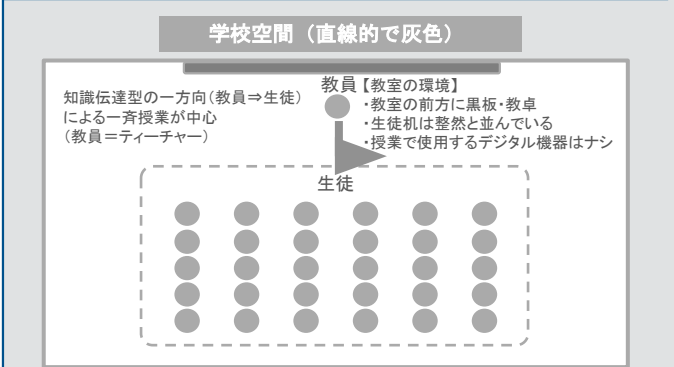 学校空間（直線的で灰色）
知識伝達型の一方向（教員⇒生徒）
による一斉授業が中心
（教員＝ティーチャー）
教員
【教室の環境】
・教室の前方に黒板・教卓
・生徒机は整然と並んでいる
・授業で使用するデジタル機器はナシ
生徒